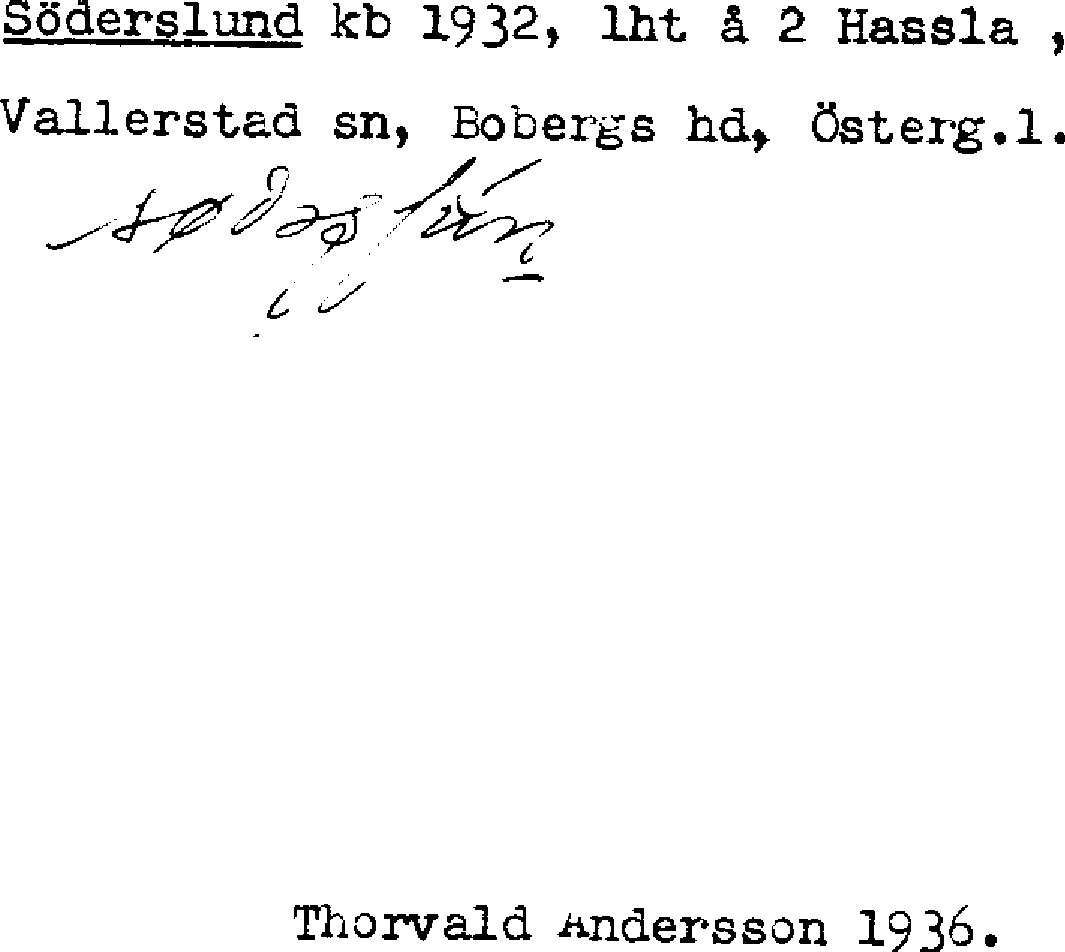 Söderslund kb 1932, lht å 2 Hassla ,
Vallerstad sn, Bobergs hd, Österg.l.
Thorvald Andersson 1936.